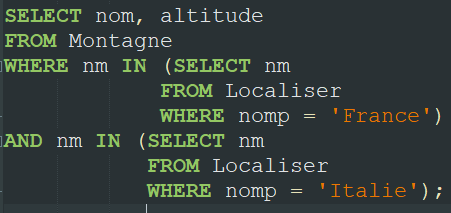 SELECT nom, altitude
FROM Montagne
WHERE nm IN (SELECT nm
FROM Localiser
WHERE nomp = 'France')
AND nm IN (SELECT nm
FROM Localiser
WHERE nomp = 'Italie');